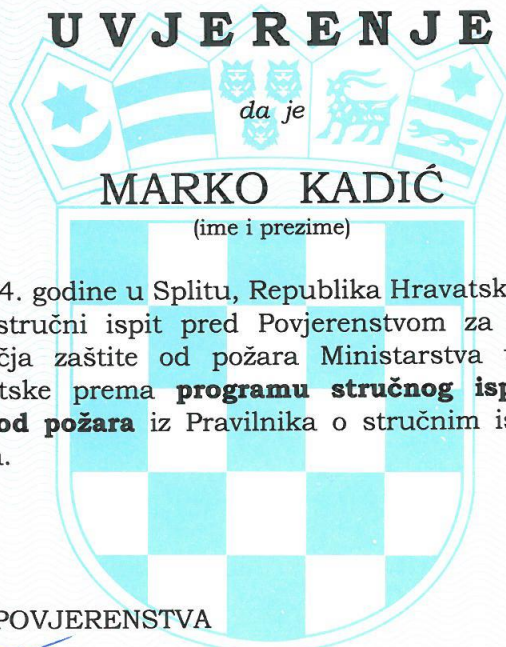 UVJERENJE
da je
MARKO KADIĆ
(ime i prezime)
4. godine u Splitu, Republika Hravatsk
stručni ispit pred Povjerenstvom za
čja zaštite od požara Ministarstva
tske prema programu stručnog isp
od požara iz Pravilnika o stručnim is
POVJERENSTVA